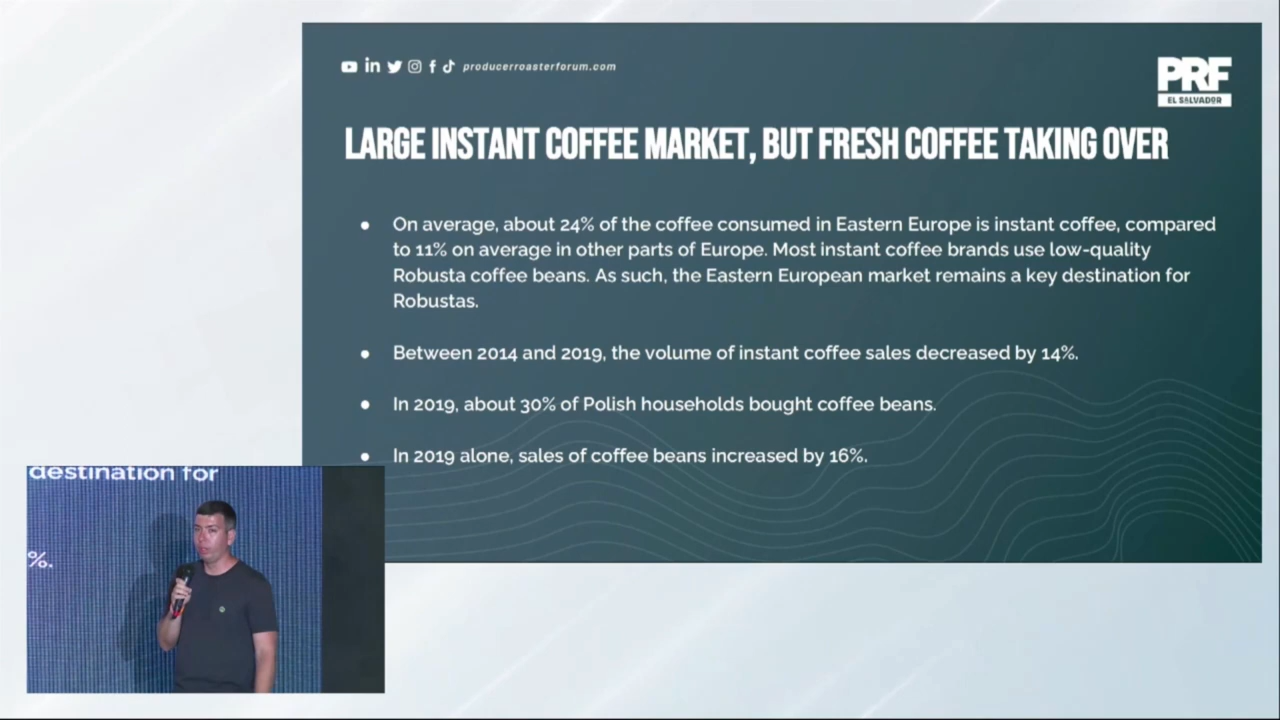 producerroasterforum.com
PRF
EL SALVADOR
LARGE INSTANT COFFEE MARKET, BUT FRESH COFFEE TAKING OVER
● On average, about 24% of the coffee consumed in Eastern Europe is instant coffee, compared
to 11% on average in other parts of Europe. Most instant coffee brands use low-quality
Robusta coffee beans. As such, the Eastern European market remains a key destination for
Robustas.
● Between 2014 and 2019, the volume of instant coffee sales decreased by 14%.
● In 2019, about 30% of Polish households bought coffee beans.
● In 2019 alone, sales of coffee beans increased by 16%.
destination for
%.